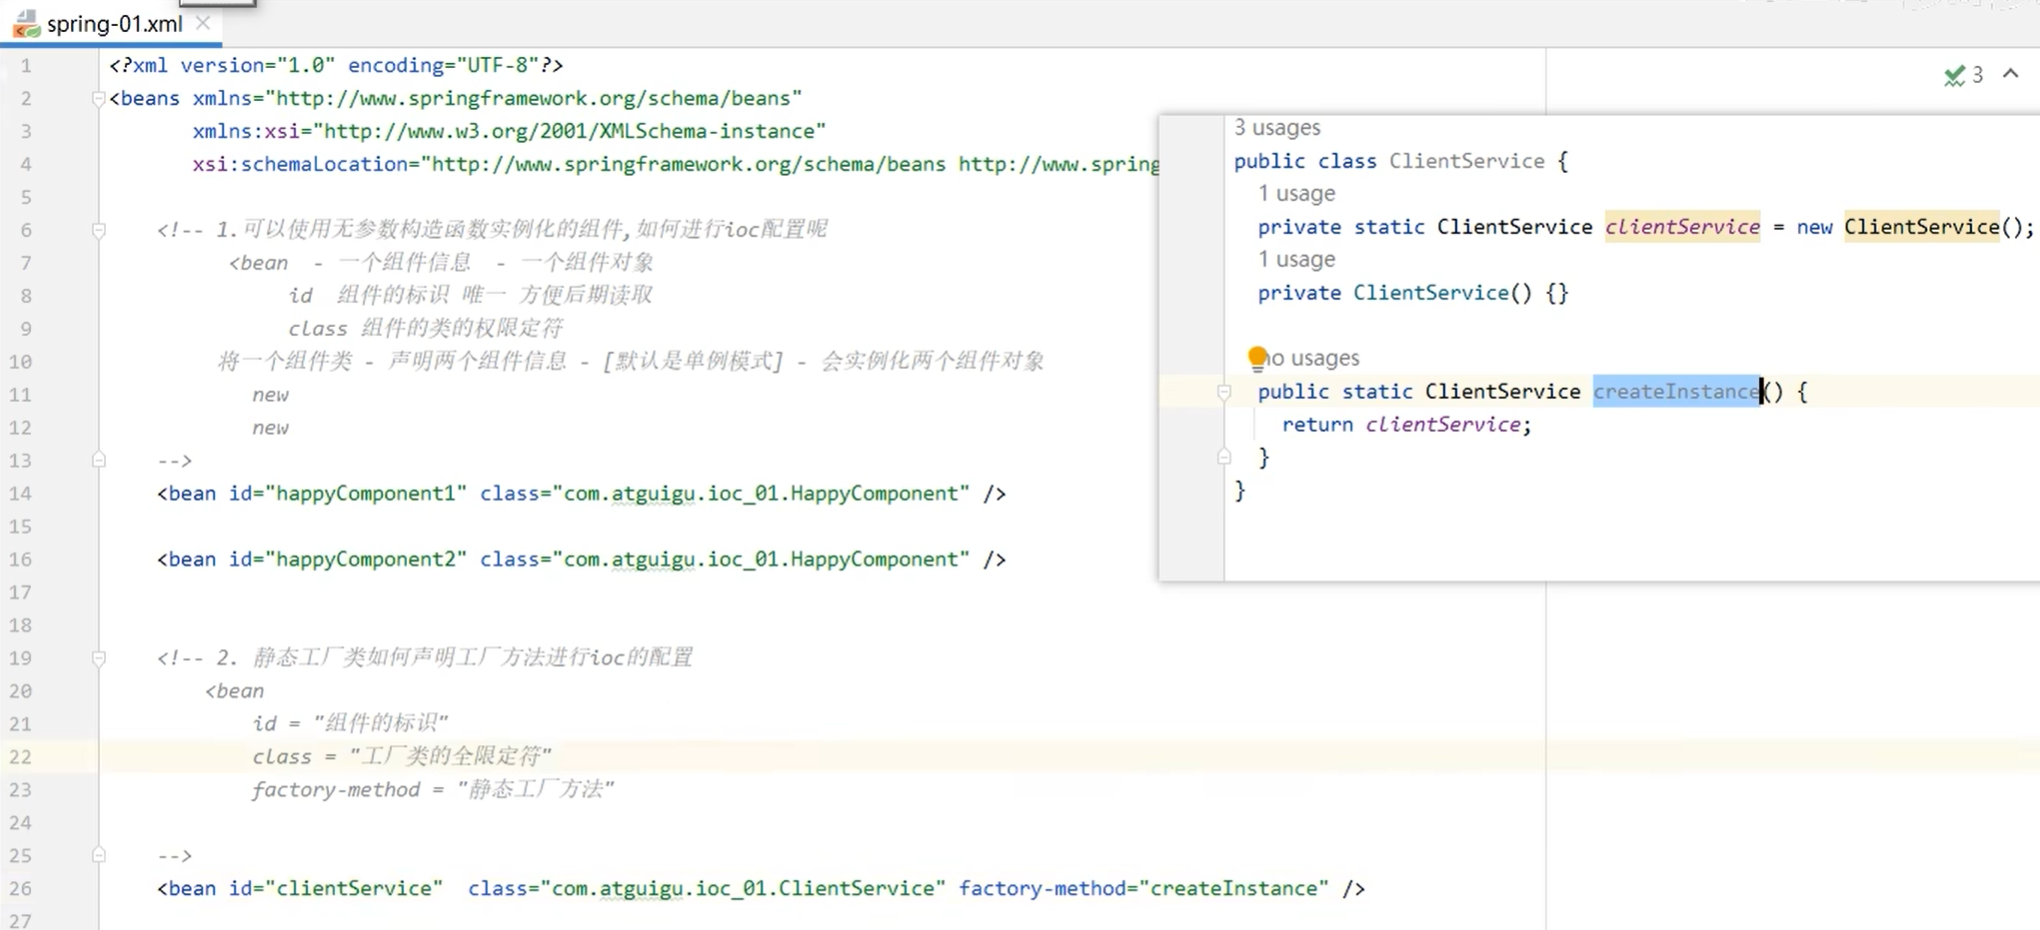 spring-01.xml
3
1 <?xml version="1.0" encoding="UTF-8"?>
2 <beans xmlns="http://www.springframework.org/schema/beans"
3 xmlns:xsi="http://www.w3.org/2001/XMLSchema-instance"
4 xsi:schemaLocation="http://www.springframework.org/schema/beans http://www.spring
5
6 <!-- 1.可以使用无参数构造函数实例化的组件,如何进行ioc配置呢
7 <bean - 一个组件信息 - 一个组件对象
8 id 组件的标识 唯一 方便后期读取
9 class 组件的类的权限定符
10 将一个组件类 - 声明两个组件信息 - [默认是单例模式] - 会实例化两个组件对象
11 new
12 new
13 -->
14 <bean id="happyComponent1" class="com.atguigu.ioc_01.HappyComponent" />
15
16 <bean id="happyComponent2" class="com.atguigu.ioc_01.HappyComponent" />
17
18
19 <!-- 2. 静态工厂类如何声明工厂方法进行ioc的配置
20 <bean
21 id = "组件的标识"
22 class = "工厂类的全限定符"
23 factory-method = "静态工厂方法"
24
25 -->
26 <bean id="clientService" class="com.atguigu.ioc_01.ClientService" factory-method="createInstance" />
27
3 usages
public class ClientService {
1 usage
private static ClientService clientService = new ClientService();
1 usage
private ClientService() {}
no usages
public static ClientService createInstance() {
return clientService;
}
}